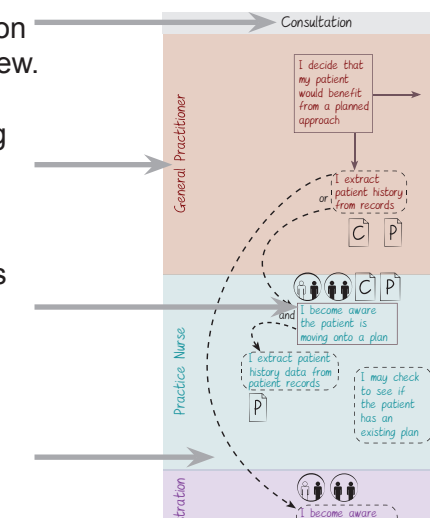 on
ew.
g
s
Consultation
General Practitioner
I decide that
my patient
would benefit
from a planned
approach
or
I extract
patient history
from records
C P
Practice Nurse
C P
and
I become aware
the patient is
moving onto a plan
I extract patient
history data from
patient records
P
I may check
to see if
the patient
has an
existing plan
tration
I become aware